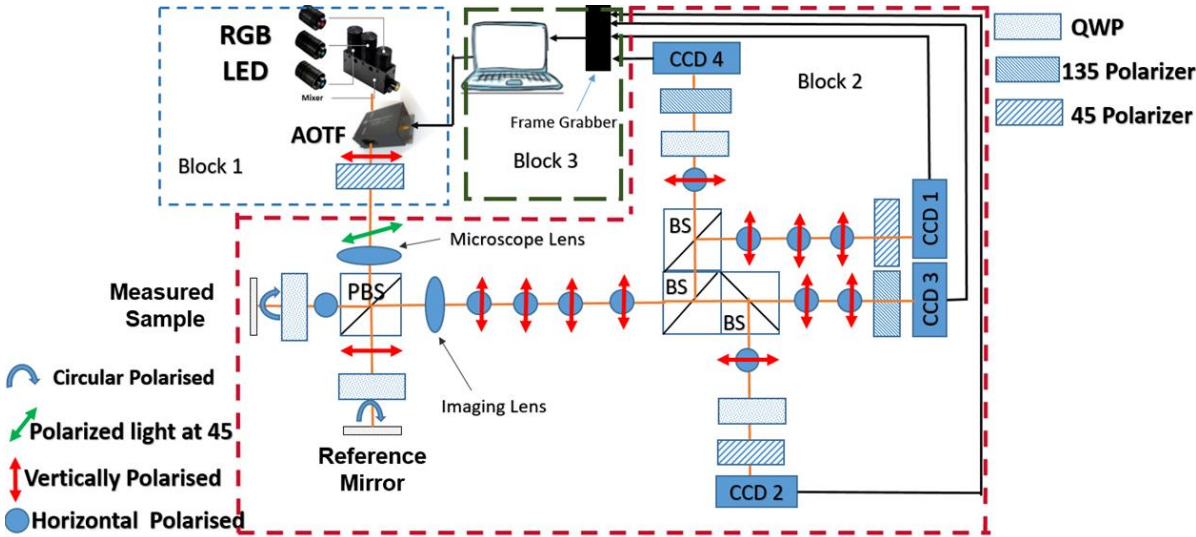 RGB
LED
Mixer
AOTF
Block 1
Frame Grabber
Block 3
CCD 4
Block 2
QWP
135 Polarizer
45 Polarizer
Microscope Lens
BS
CCD 1
Measured
Sample
PBS
BS
BS
CCD 3
Imaging Lens
Circular Polarised
Polarized light at 45
Vertically Polarised
Horizontal Polarised
Reference
Mirror
CCD 2